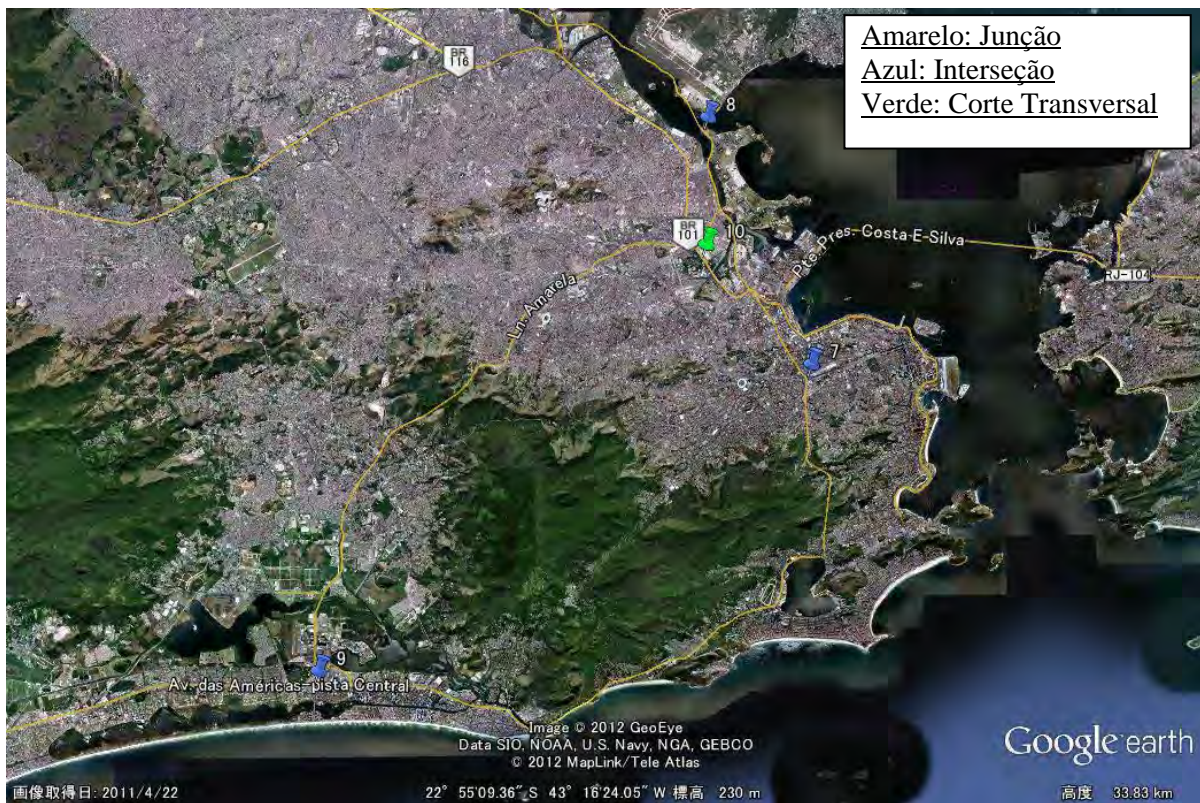 Amarelo: Junção
Azul: Interseção
Verde: Corte Transversal
BR
116
8
BR
101
10
Pte. Pres. Costa E Silva
RJ-104
Ln. Amarela
7
9
Av. das Américas-pista Central
Image © 2012 GeoEye
Data SIO, NOAA, U.S. Navy, NGA, GEBCO
© 2012 MapLink/Tele Atlas
Google earth
画像取得日: 2011/4/22 22° 55'09.36" S 43° 16'24.05" W 標高 230 m 高度 33.83 km